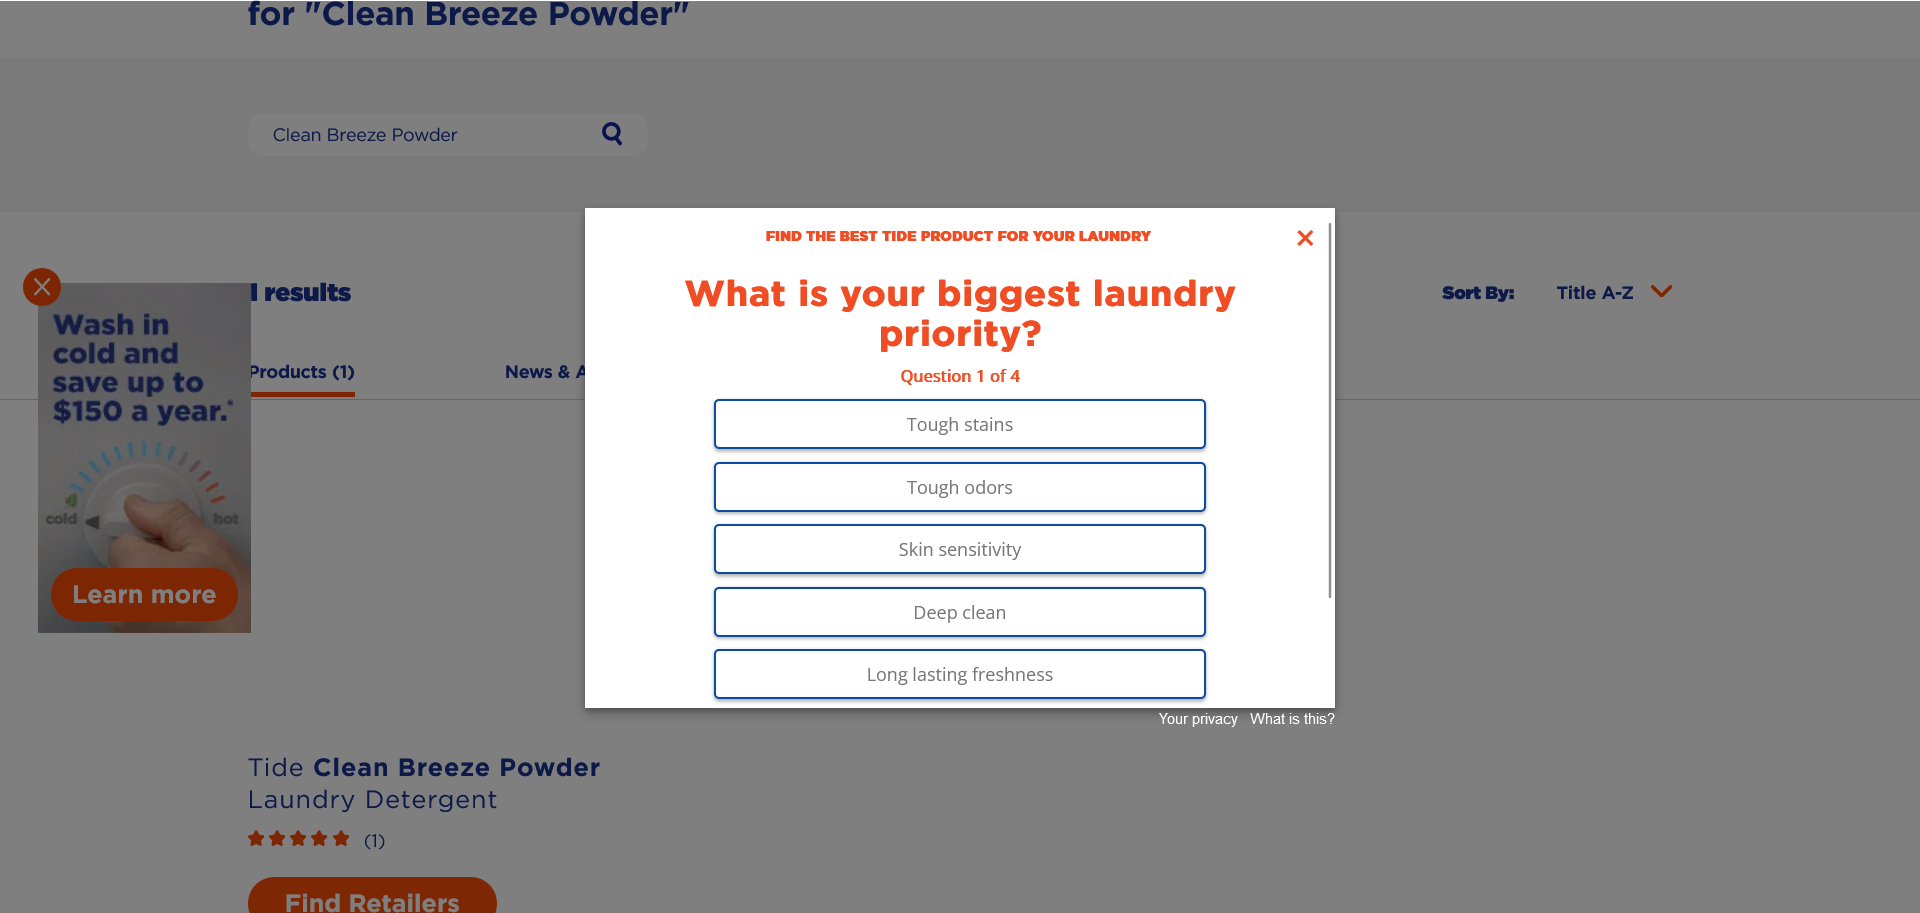 for "Clean Breeze Powder"
Clean Breeze Powder
FIND THE BEST TIDE PRODUCT FOR YOUR LAUNDRY
What is your biggest laundry
priority?
Question 1 of 4
Tough stains
Tough odors
Skin sensitivity
Deep clean
Long lasting freshness
Your privacy What is this?
1 results
Sort By: Title A-Z
Products (1)
News & A
Wash in
cold and
save up to
$150 a year.*
cold
hot
Learn more
Tide Clean Breeze Powder
Laundry Detergent
(1)
Find Retailers